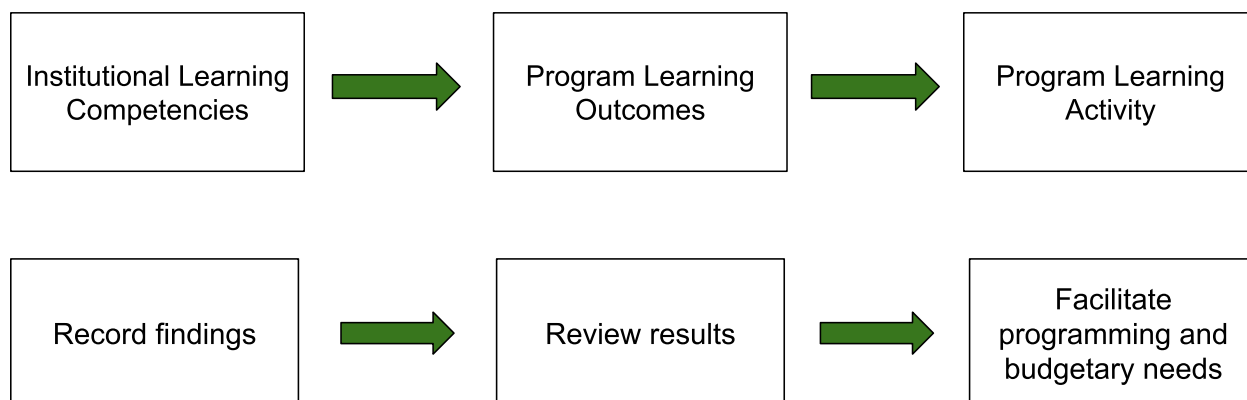 Institutional Learning
Competencies
Program Learning
Outcomes
Program Learning
Activity
Record findings
Review results
Facilitate
programming and
budgetary needs